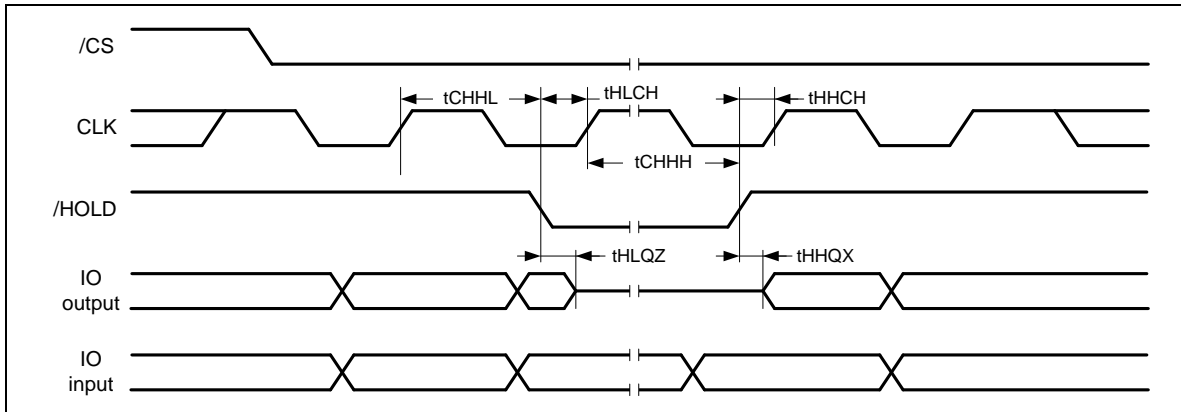 /CS
tCHHL
tHLCH
tHHCH
CLK
tCHHH
/HOLD
tHLQZ
tHHQX
IO
output
IO
input